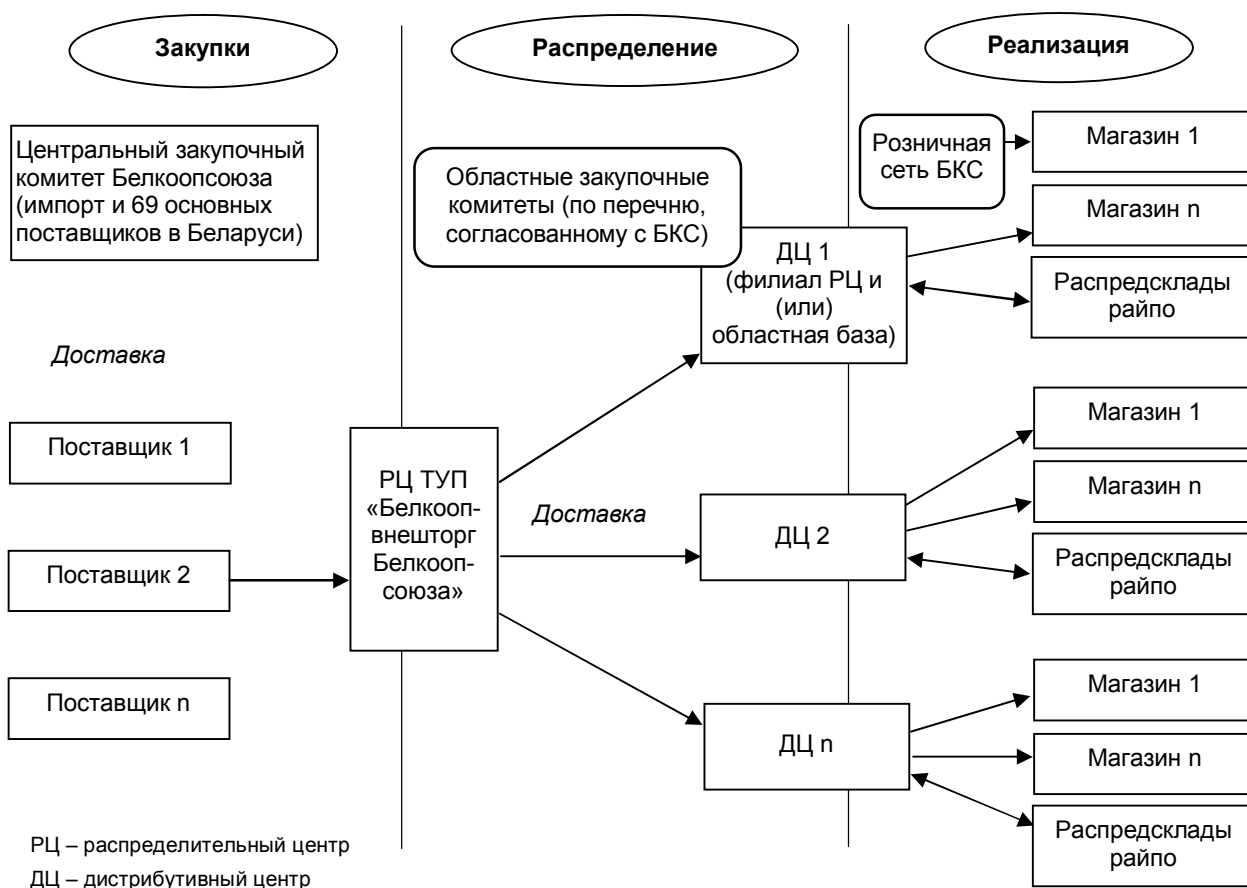 Закупки
Распределение
Реализация
Центральный закупочный
комитет Белкоопсоюза
(импорт и 69 основных
поставщиков в Беларуси)
Доставка
Поставщик 1
Поставщик 2
Поставщик n
РЦ ТУП
«Белкооп-
внешторг
Белкооп-
союза»
Областные закупочные
комитеты (по перечню,
согласованному с БКС)
Доставка
ДЦ 1
(филиал РЦ и
(или)
областная база)
ДЦ 2
ДЦ n
Розничная
сеть БКС
Магазин 1
Магазин n
Распредсклады
райпо
Магазин 1
Магазин n
Распредсклады
райпо
Магазин 1
Магазин n
Распредсклады
райпо
РЦ – распределительный центр
ДЦ – дистрибутивный центр